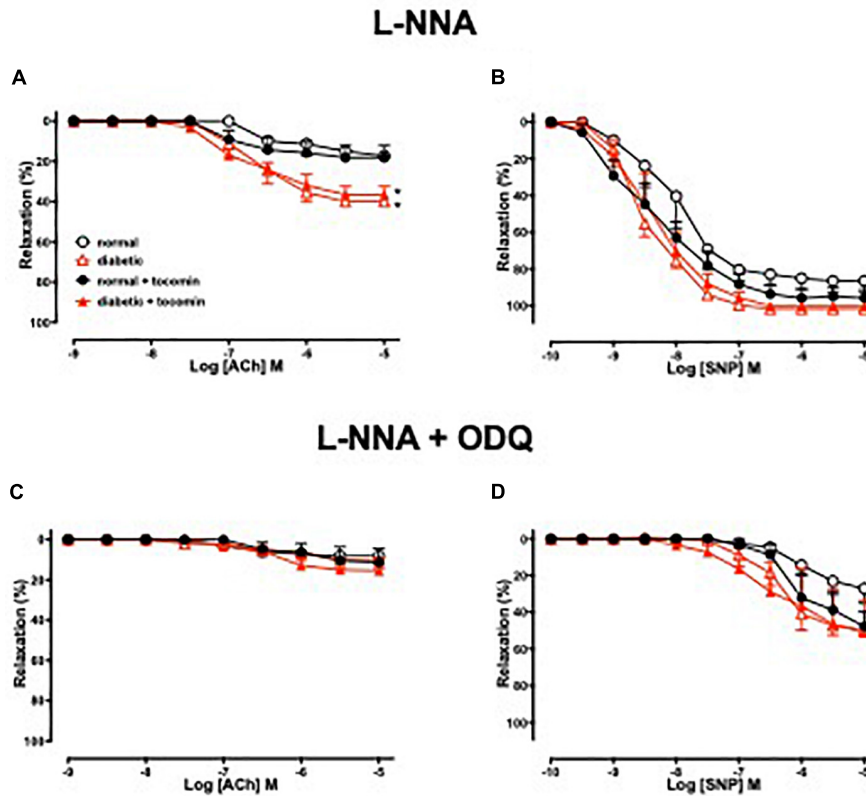 L-NNA
A
B
0
20
40
60
80
100
Relaxation (%)
normal
diabetic
normal + tocomin
diabetic + tocomin
*
*
-9
-8
-7
-6
-5
Log [ACh] M
0
20
40
60
80
100
Relaxation (%)
-10
-9
-8
-7
-6
Log [SNP] M
L-NNA + ODQ
C
D
0
20
40
60
80
100
Relaxation (%)
-9
-8
-7
-6
-5
Log [ACh] M
0
20
40
60
80
100
Relaxation (%)
-10
-9
-8
-7
-6
Log [SNP] M